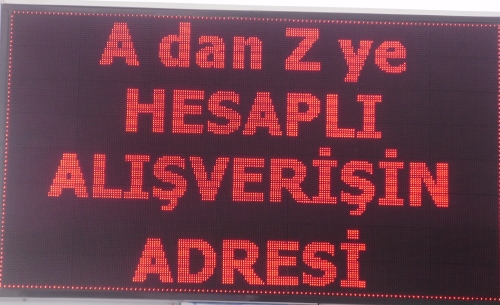 A dan Z ye
HESAPLI
ALIŞVERİŞİN
ADRESİ